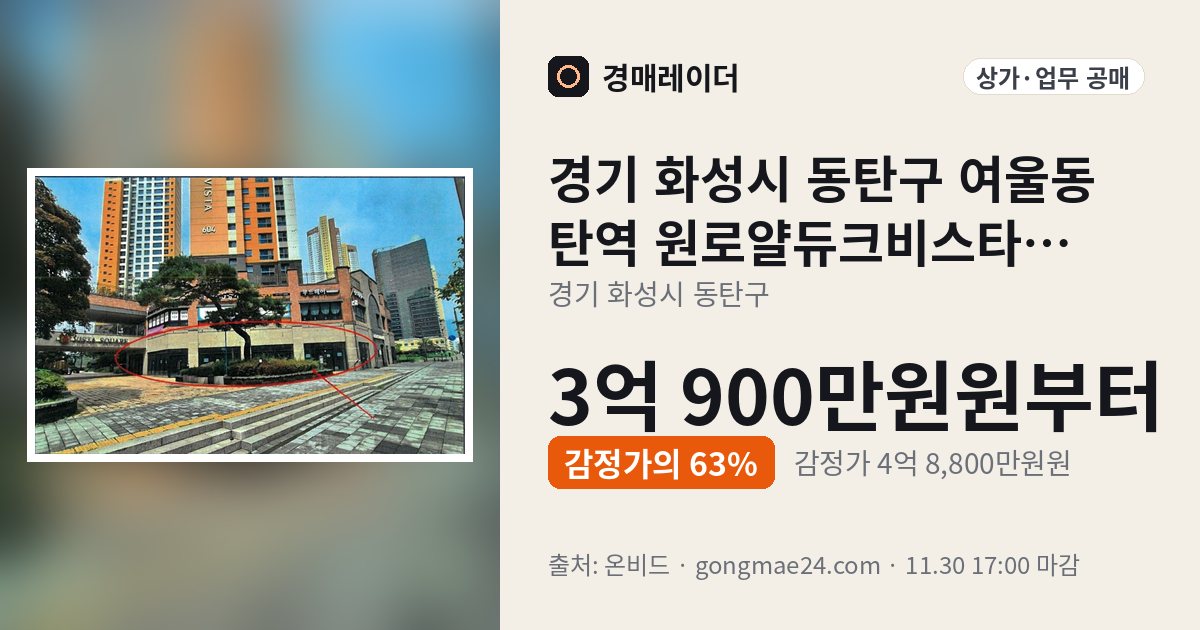 경매레이더
상가·업무 공매
경기 화성시 동탄구 여울동
탄역 원로얄듀크비스타…
경기 화성시 동탄구
3억 900만원원부터
감정가의 63% 감정가 4억 8,800만원원
출처: 온비드 · gongmae24.com · 11.30 17:00 마감
VISTA
604